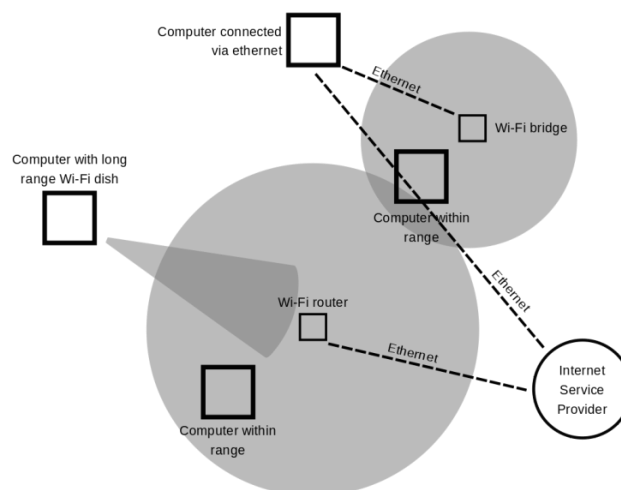 Computer connected
via ethernet
Ethernet
Wi-Fi bridge
Computer with long
range Wi-Fi dish
Computer within
range
Ethernet
Wi-Fi router
Ethernet
Internet
Service
Provider
Computer within
range